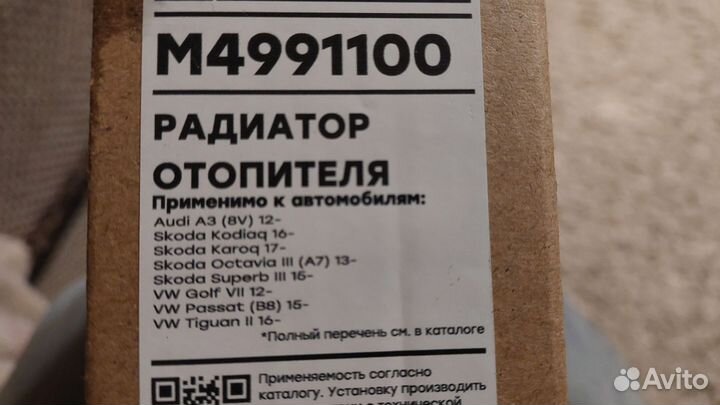 M4991100
РАДИАТОР
ОТОПИТЕЛЯ
Применимо к автомобилям:
Audi A3 (8V) 12-
Skoda Kodiaq 16-
Skoda Karoq 17-
Skoda Octavia III (A7) 13-
Skoda Superb III 15-
VW Golf VII 12-
VW Passat (B8) 15-
VW Tiguan II 16-
*Полный перечень см. в каталоге
Применяемость согласно
каталогу. Установку производить
с технической
Avito